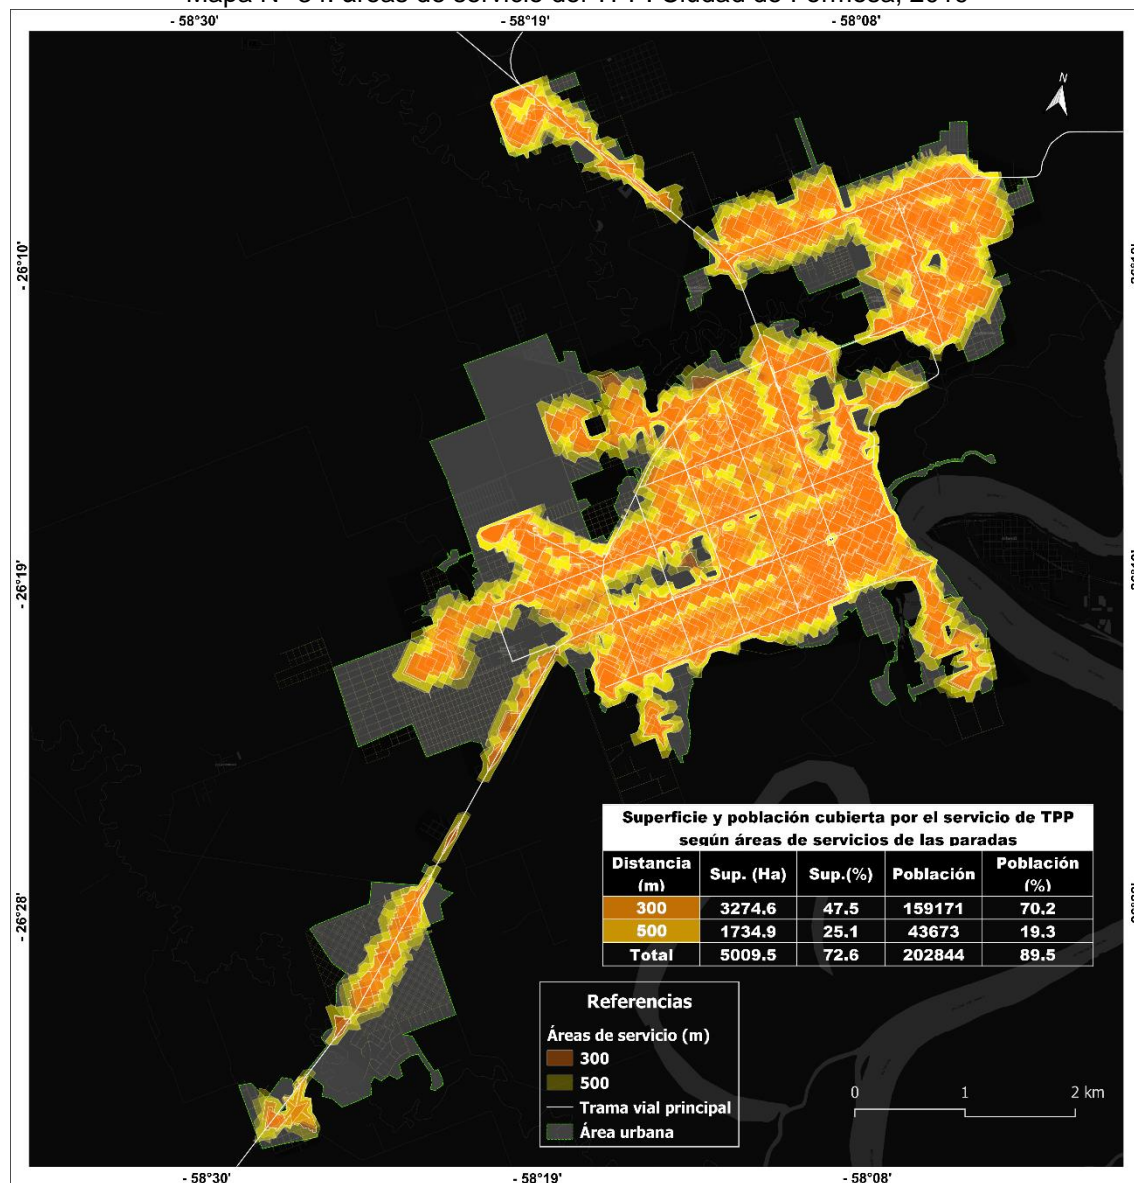 - 58°30'
- 58°19'
- 58°08'
N
- 26°10'
- 26°19'
- 26°28'
Superficie y población cubierta por el servicio de TPP
según áreas de servicios de las paradas
Distancia (m) Sup. (Ha) Sup.(%) Población Población (%)
300 3274.6 47.5 159171 70.2
500 1734.9 25.1 43673 19.3
Total 5009.5 72.6 202844 89.5
Referencias
Áreas de servicio (m)
300
500
Trama vial principal
Área urbana
0 1 2 km
- 58°30'
- 58°19'
- 58°08'